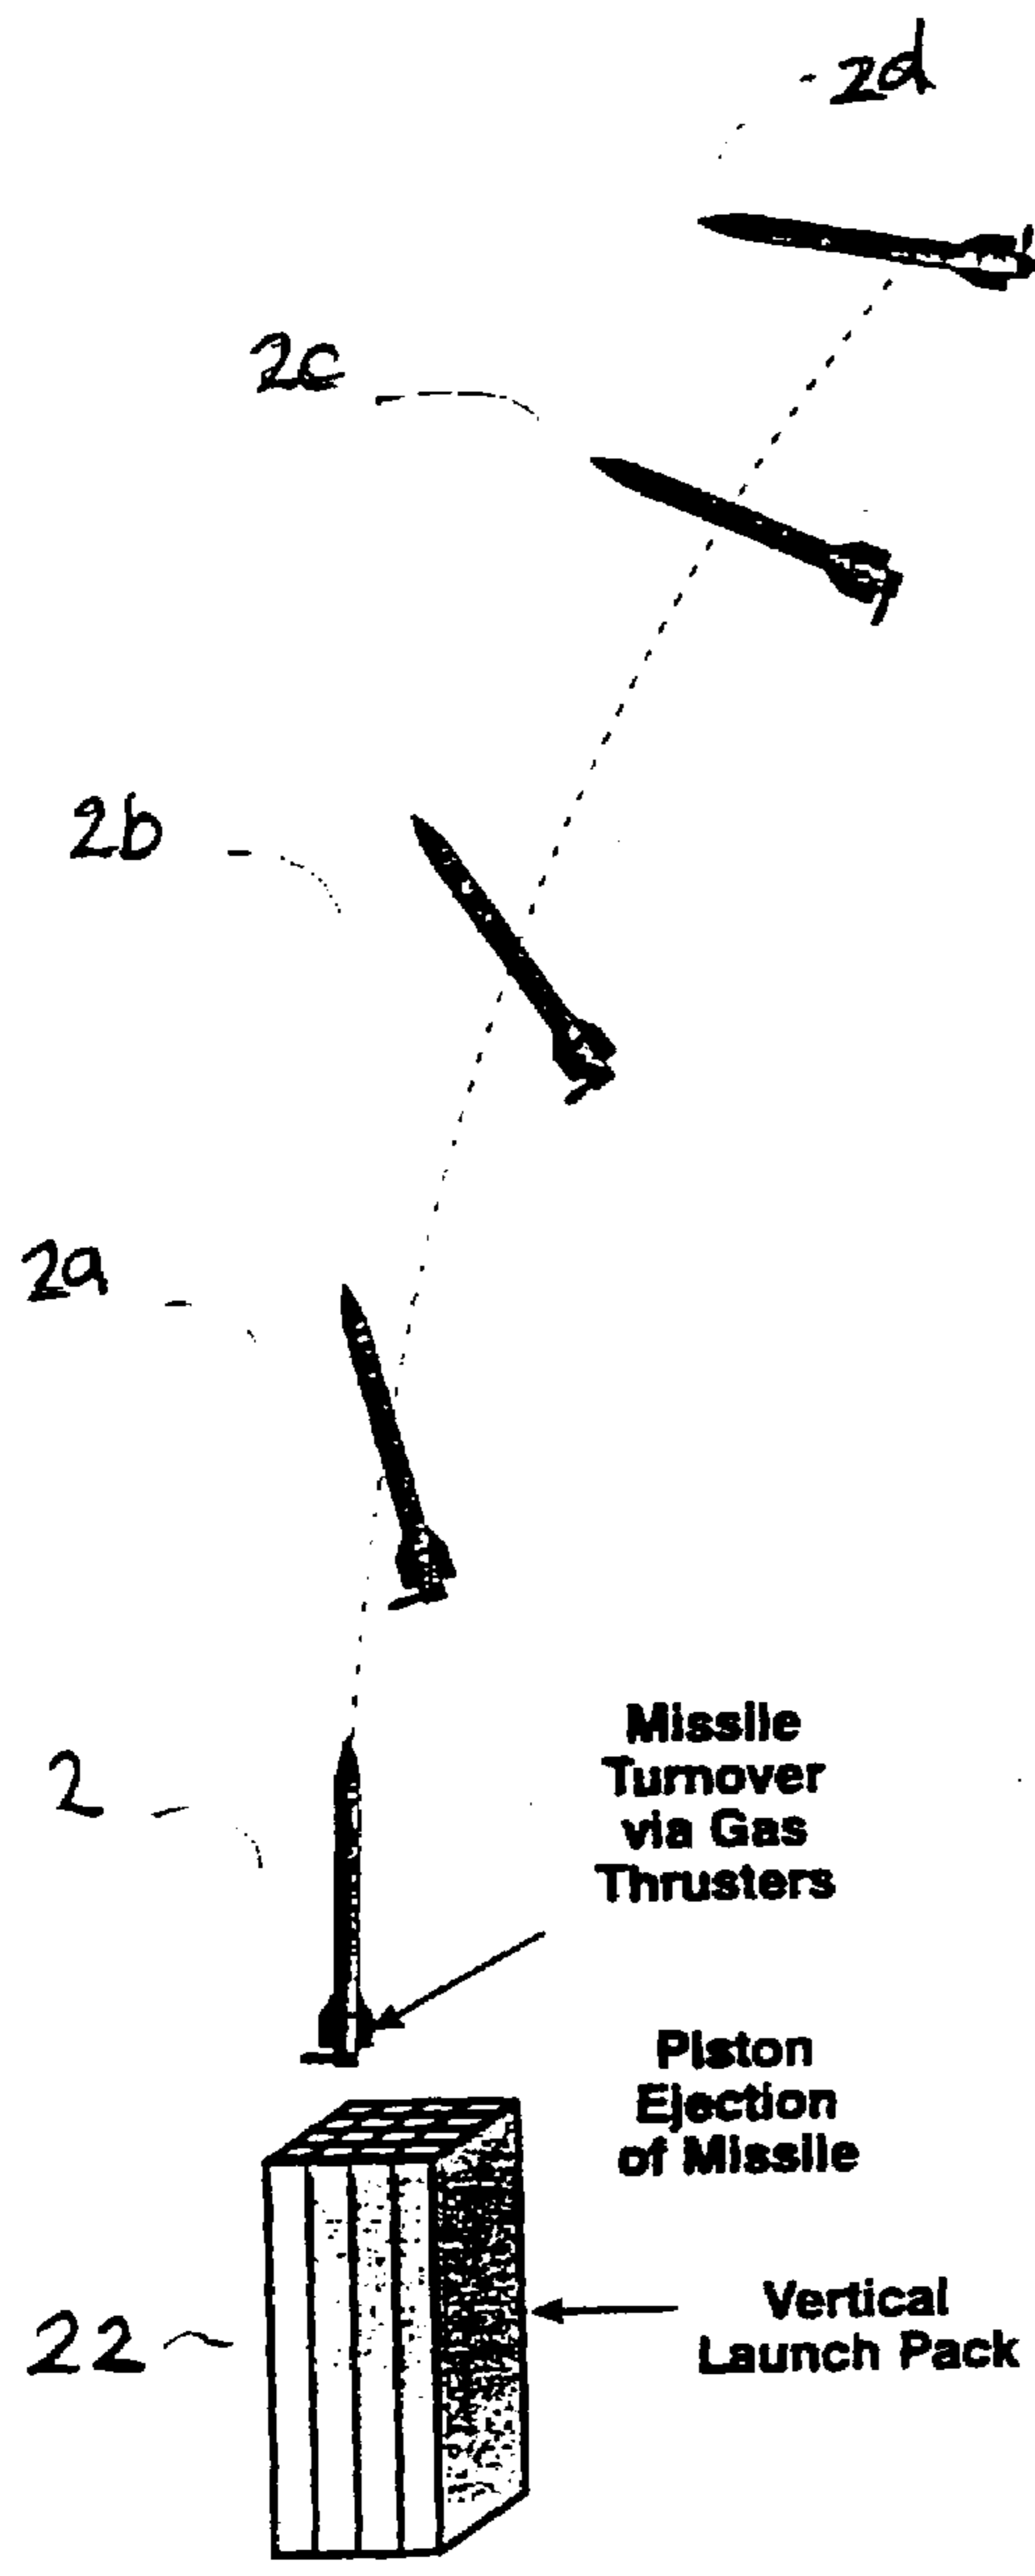 2d
2c
2b
2a
2
Missile
Turnover
via Gas
Thrusters
Piston
Ejection
of Missile
22
Vertical
Launch Pack